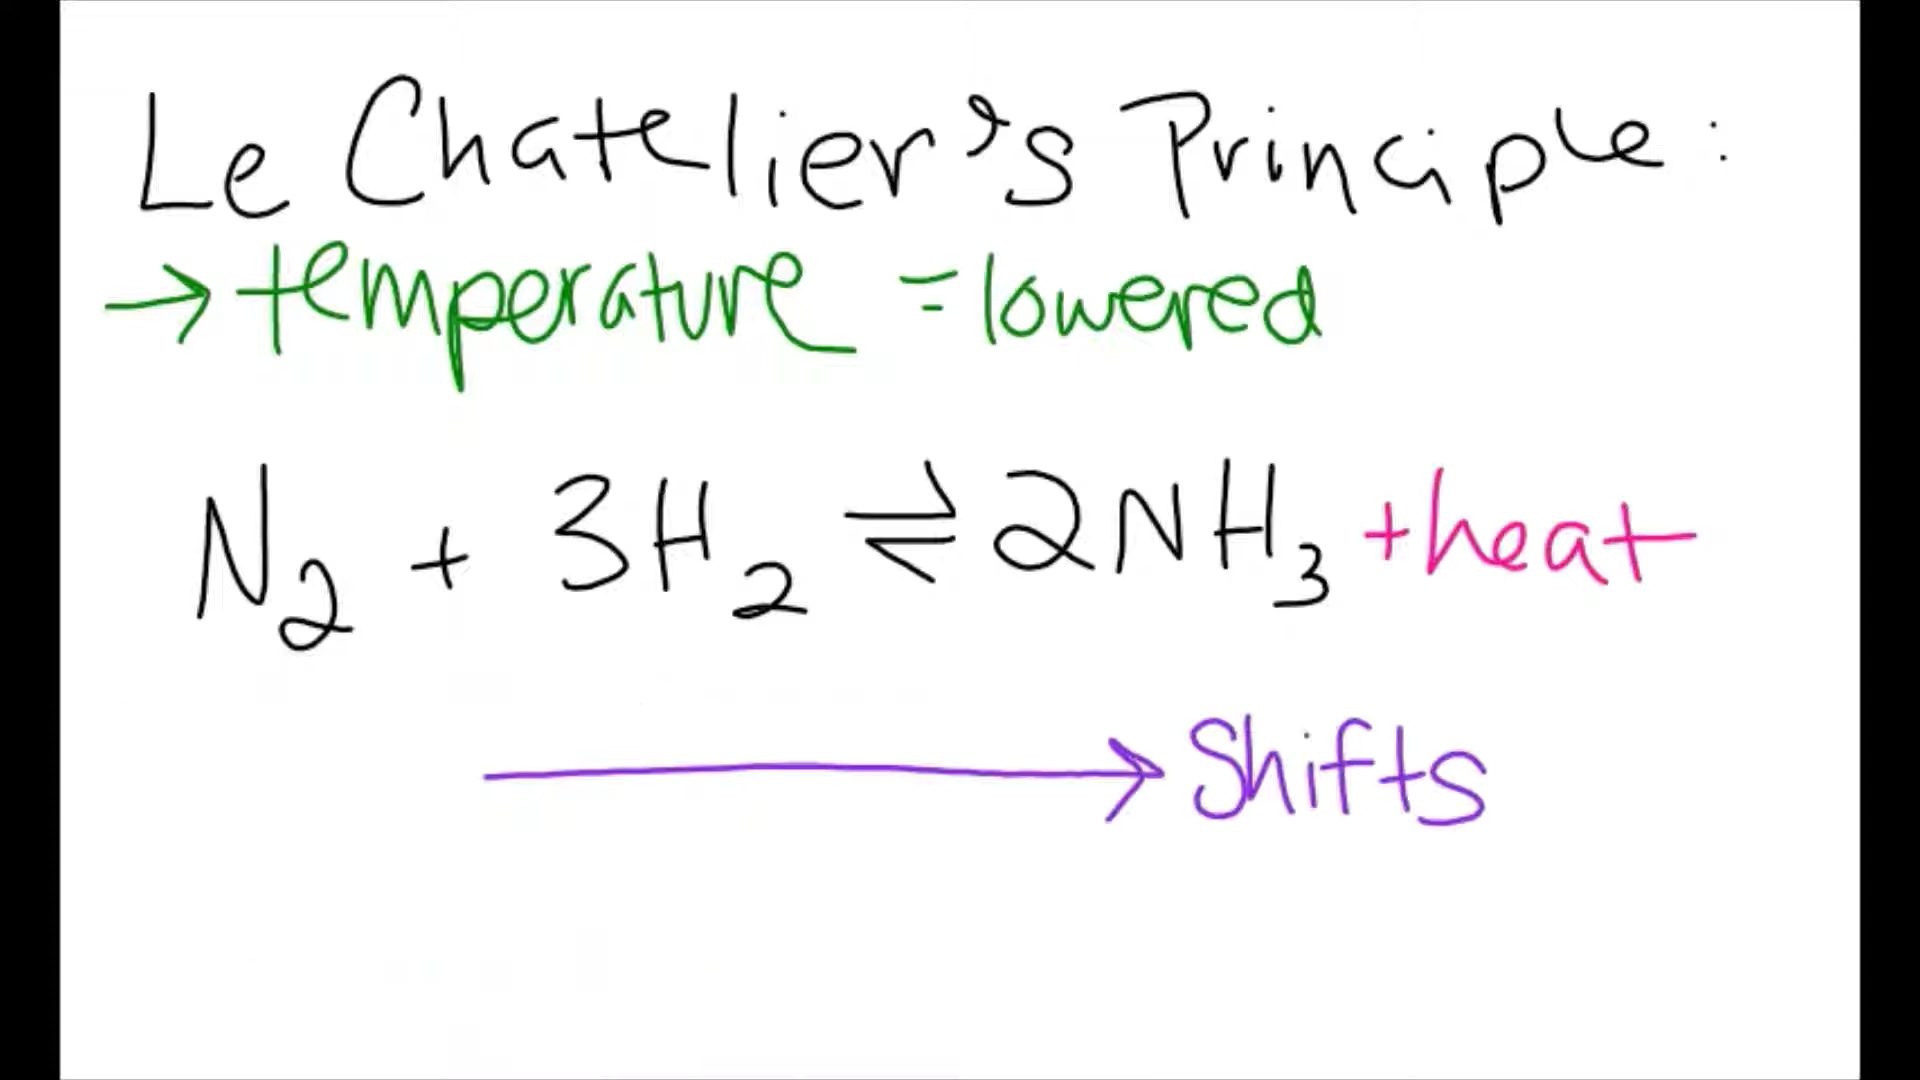 Le Chatelier's Principle:
→ temperature = lowered
N₂ + 3H₂ ⇌ 2NH₃ + heat
→ Shifts